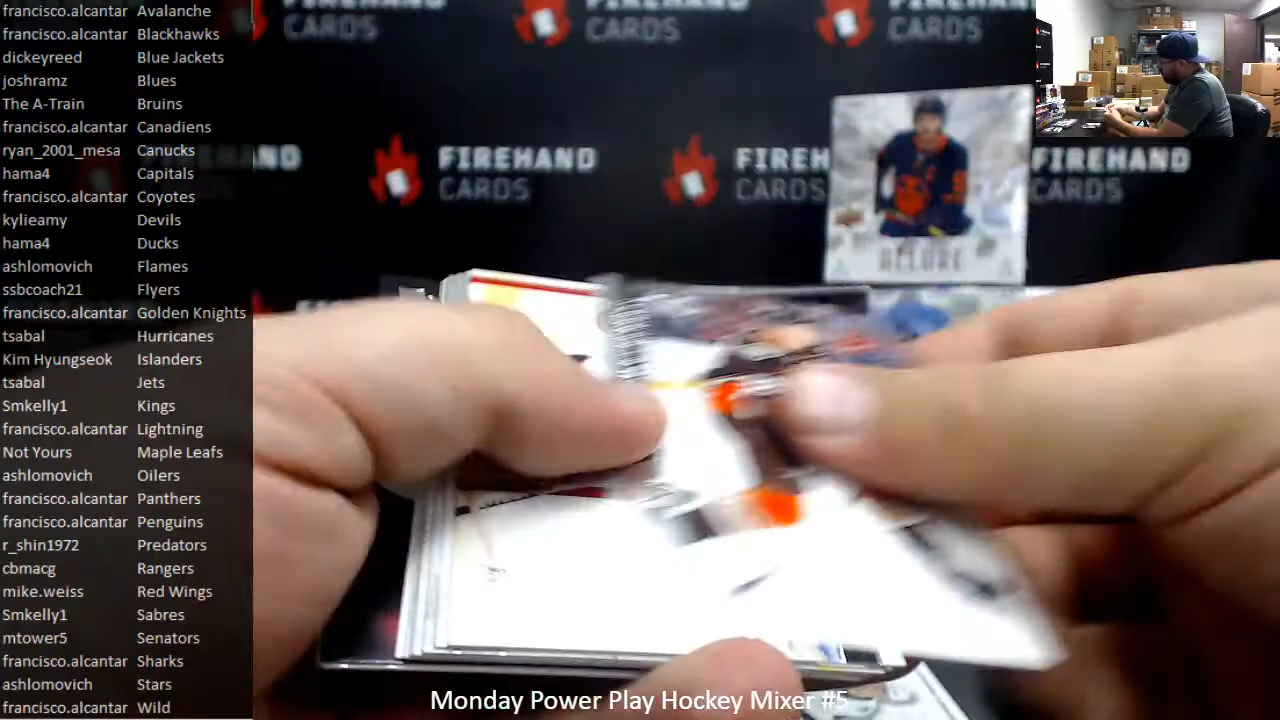 francisco.alcantar Avalanche
francisco.alcantar Blackhawks
dickeyreed Blue Jackets
joshramz Blues
The A-Train Bruins
francisco.alcantar Canadiens
ryan_2001_mesa Canucks
hama4 Capitals
francisco.alcantar Coyotes
kylieamy Devils
hama4 Ducks
ashlomovich Flames
ssbcoach21 Flyers
francisco.alcantar Golden Knights
tsabal Hurricanes
Kim Hyungseok Islanders
tsabal Jets
Smkelly1 Kings
francisco.alcantar Lightning
Not Yours Maple Leafs
ashlomovich Oilers
francisco.alcantar Panthers
francisco.alcantar Penguins
r_shin1972 Predators
cbmacg Rangers
mike.weiss Red Wings
Smkelly1 Sabres
mtower5 Senators
francisco.alcantar Sharks
ashlomovich Stars
francisco.alcantar Wild
CARDS
CARDS
CARDS
FIREHAND
CARDS
FIREH
CARDS
FIREHAND
CARDS
ALLURE
Monday Power Play Hockey Mixer #5